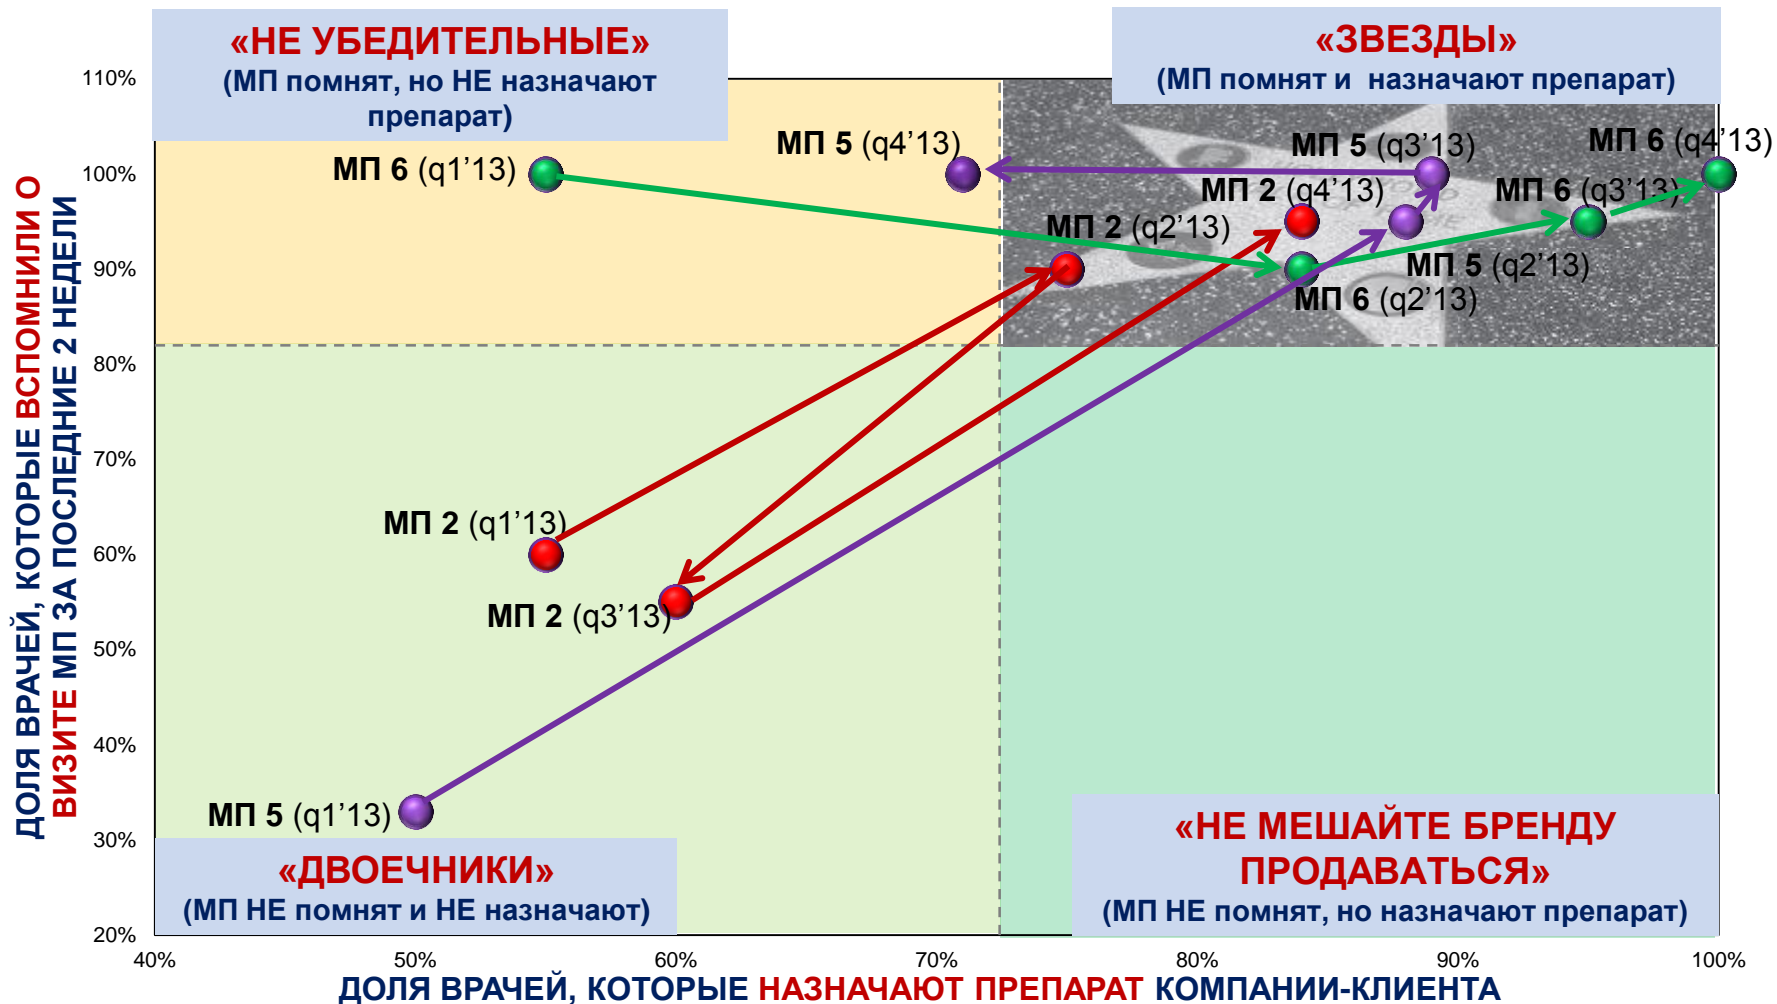 «НЕ УБЕДИТЕЛЬНЫЕ»
(МП помнят, но НЕ назначают
препарат)
«ЗВЕЗДЫ»
(МП помнят и  назначают препарат)
110%
100%
90%
80%
70%
60%
50%
40%
30%
20%
ДОЛЯ ВРАЧЕЙ, КОТОРЫЕ ВСПОМНИЛИ О
ВИЗИТЕ МП ЗА ПОСЛЕДНИЕ 2 НЕДЕЛИ
МП 6 (q1’13)
МП 5 (q4’13)
МП 5 (q3’13)
МП 6 (q4’13)
МП 2 (q4’13)
МП 6 (q3’13)
МП 2 (q2’13)
МП 5 (q2’13)
МП 6 (q2’13)
МП 2 (q1’13)
МП 2 (q3’13)
МП 5 (q1’13)
«ДВОЕЧНИКИ»
(МП НЕ помнят и НЕ назначают)
«НЕ МЕШАЙТЕ БРЕНДУ
ПРОДАВАТЬСЯ»
(МП НЕ помнят, но назначают препарат)
40%
50%
60%
70%
80%
90%
100%
ДОЛЯ ВРАЧЕЙ, КОТОРЫЕ НАЗНАЧАЮТ ПРЕПАРАТ КОМПАНИИ-КЛИЕНТА